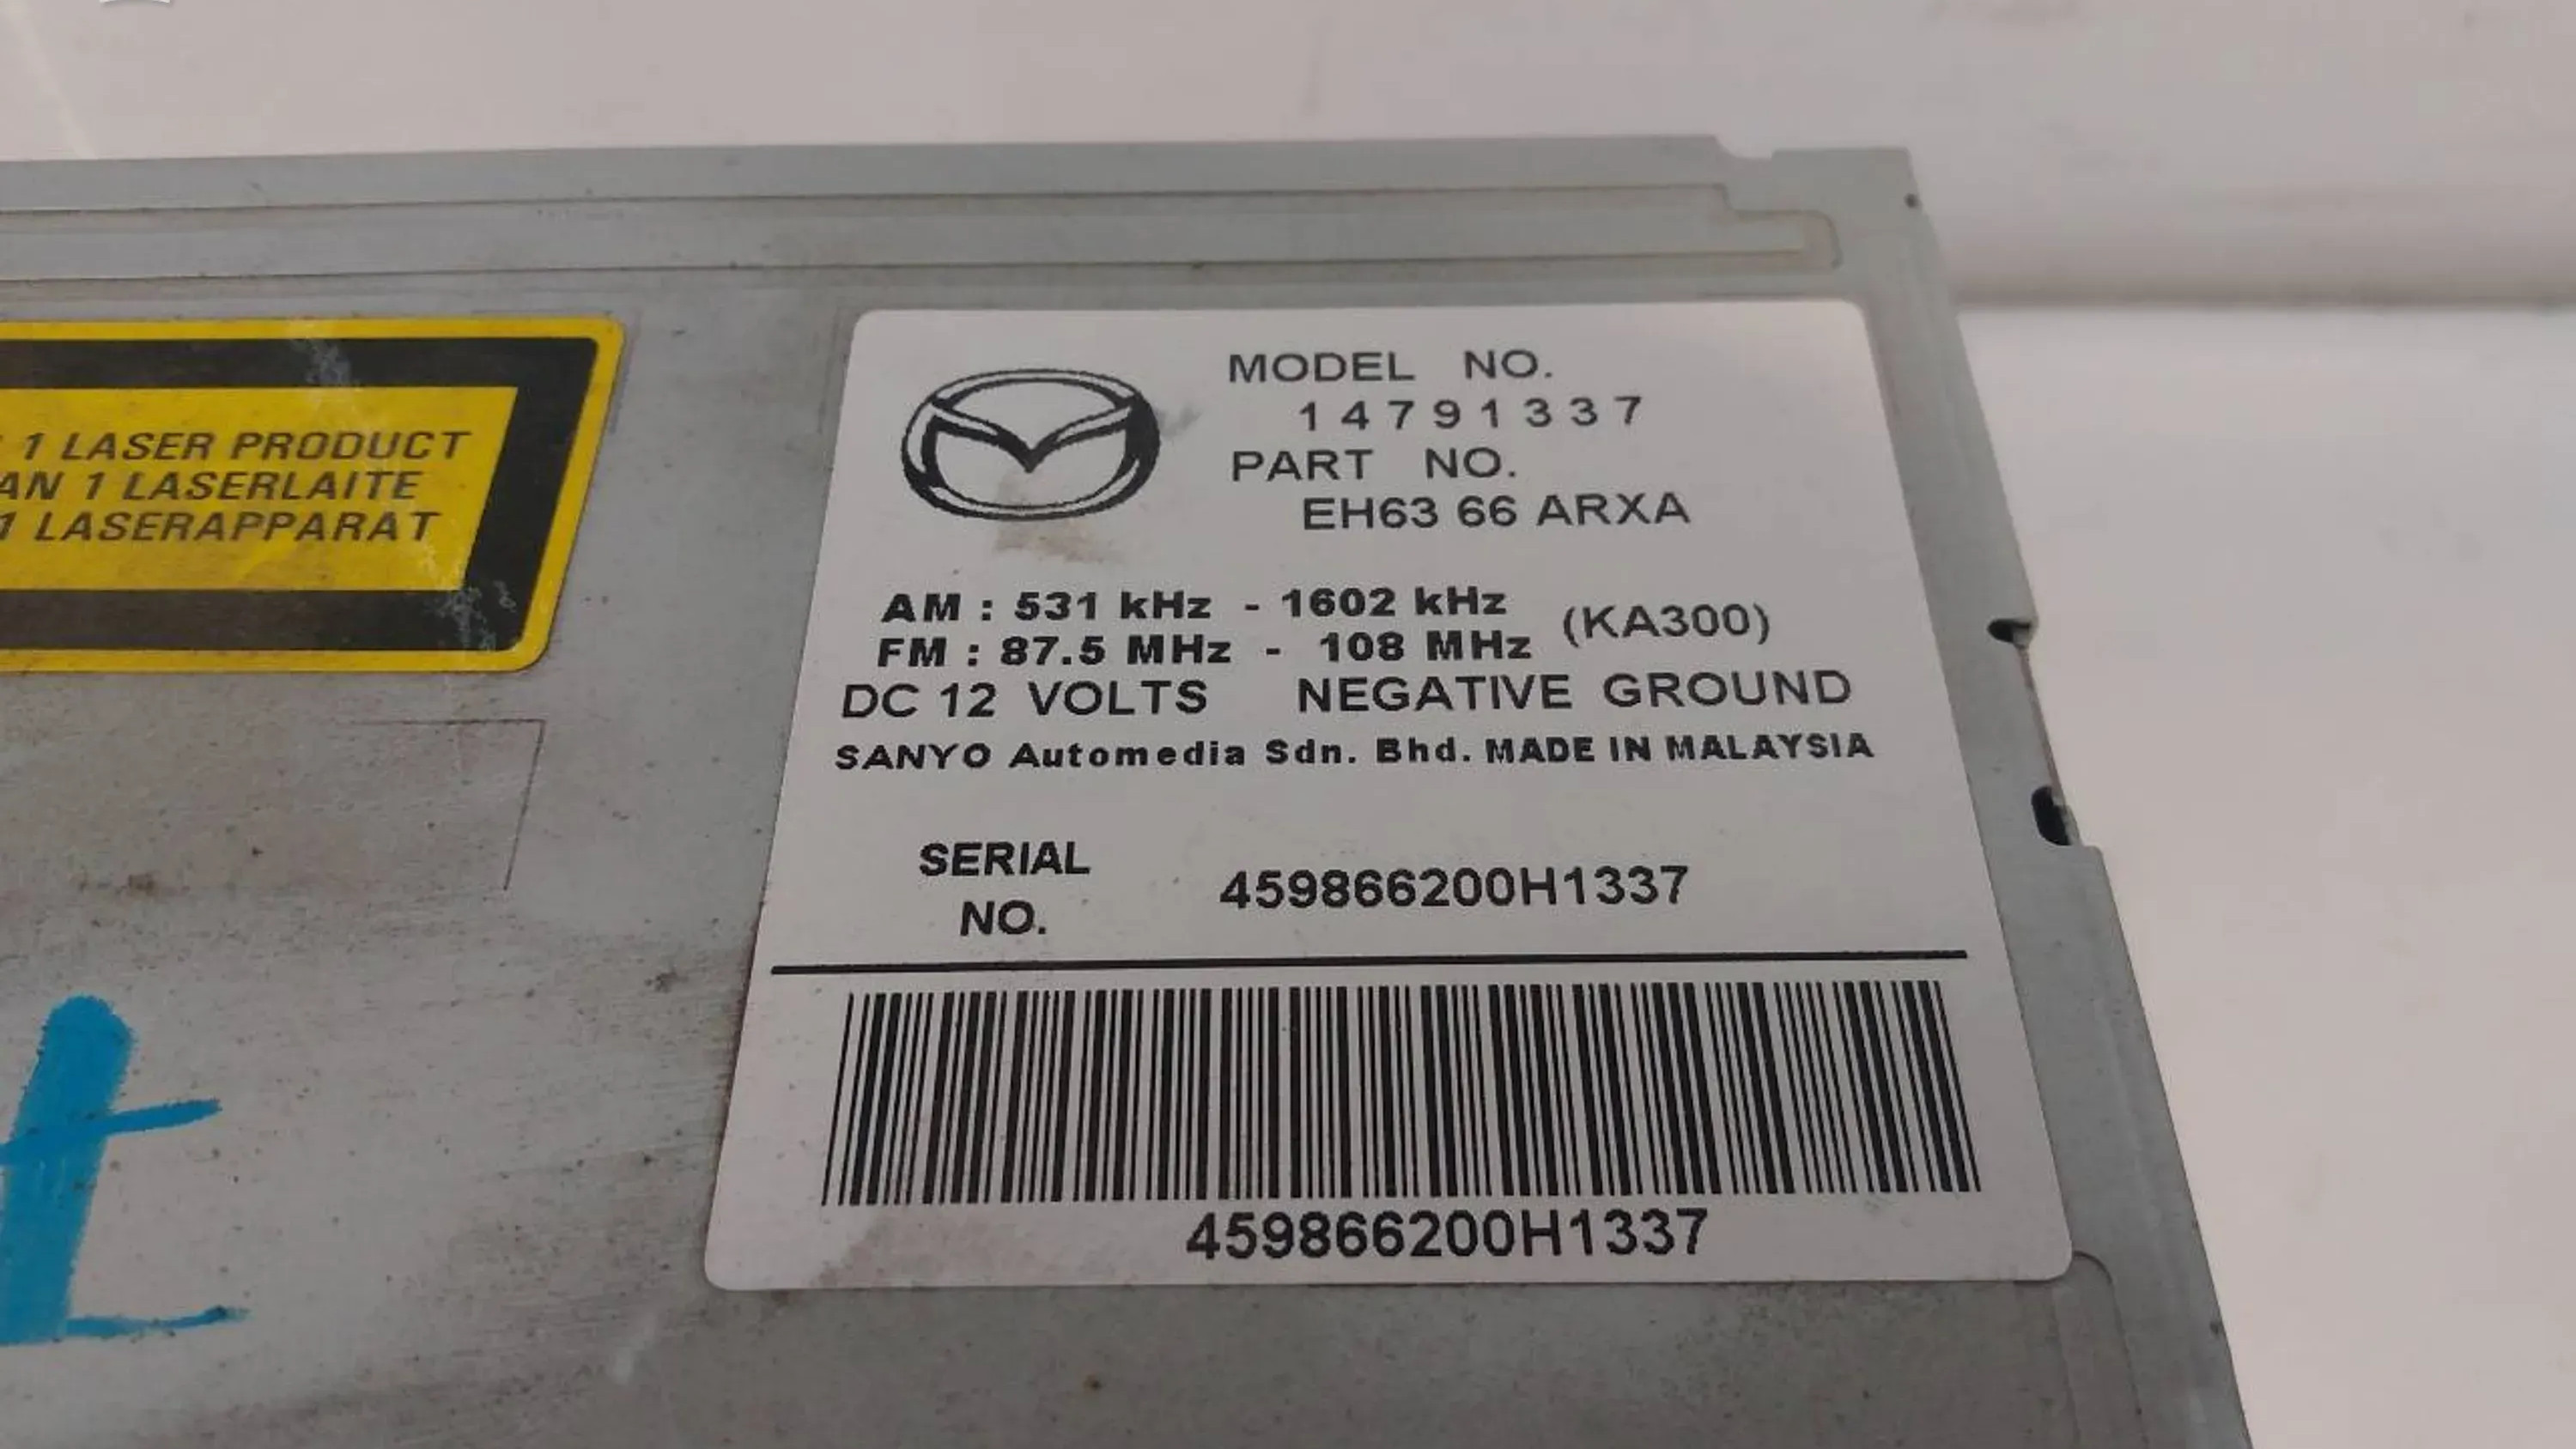 1 LASER PRODUCT
AN 1 LASERLAITE
1 LASERAPPARAT
MODEL NO.
14791337
PART NO.
EH63 66 ARXA
AM : 531 kHz - 1602 kHz
FM : 87.5 MHz - 108 MHz
(KA300)
DC 12 VOLTS NEGATIVE GROUND
SANYO Automedia Sdn. Bhd. MADE IN MALAYSIA
SERIAL
NO.
459866200H1337
459866200H1337